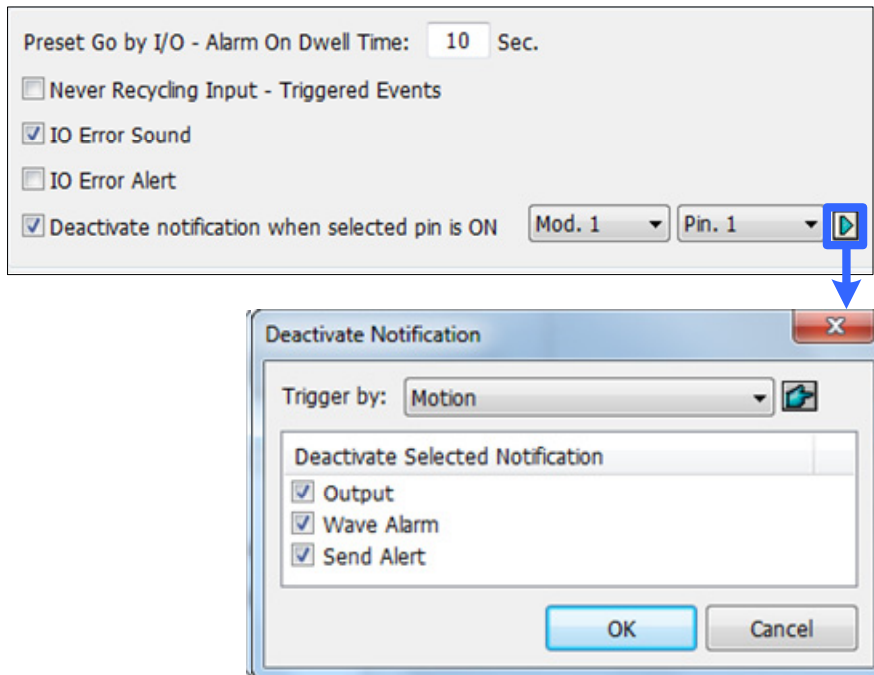 Preset Go by I/O - Alarm On Dwell Time: 10 Sec.
Never Recycling Input - Triggered Events
IO Error Sound
IO Error Alert
Deactivate notification when selected pin is ON Mod. 1 Pin. 1
Deactivate Notification
Trigger by: Motion
Deactivate Selected Notification
Output
Wave Alarm
Send Alert
OK Cancel